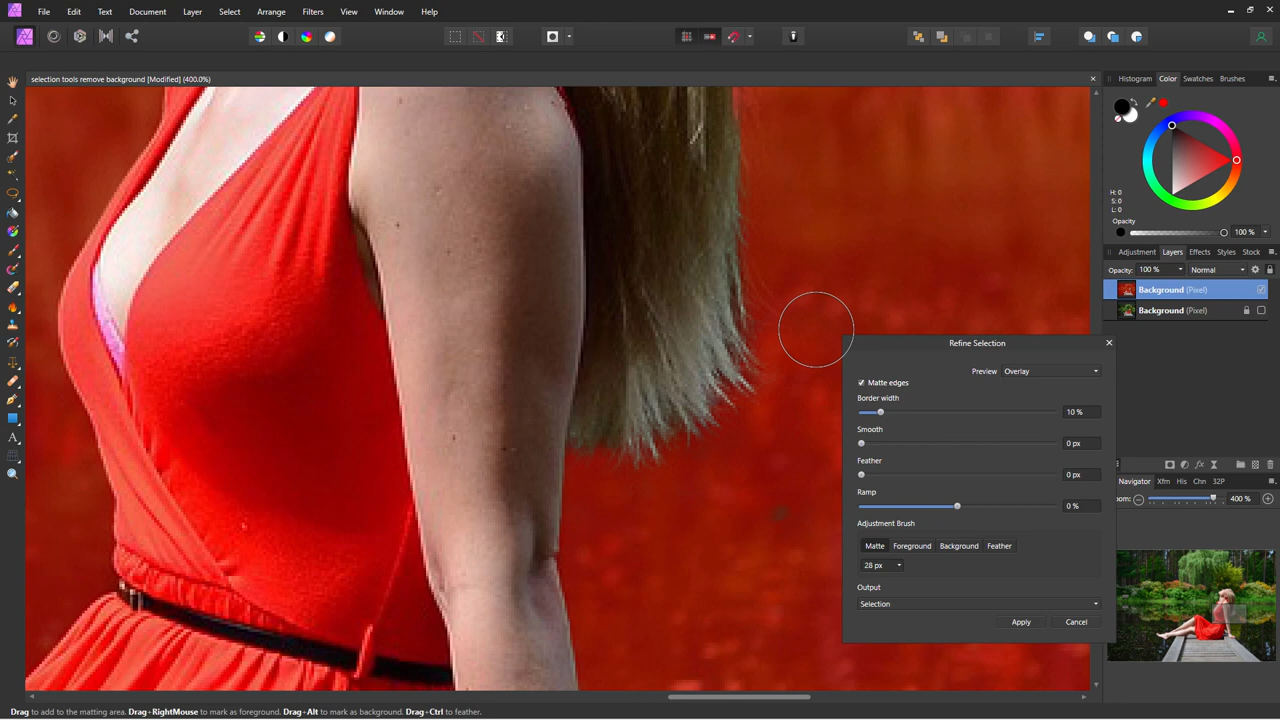 File Edit Text Document Layer Select Arrange Filters View Window Help
selection tools remove background [Modified] (400.0%)
Histogram Color Swatches Brushes
H: 0
S: 0
L: 0
Opacity
100 %
Adjustment Layers Effects Styles Stock
Opacity: 100 % Normal
Background (Pixel)
Background (Pixel)
Refine Selection
Preview Overlay
Matte edges
Border width
10 %
Smooth
0 px
Feather
0 px
Ramp
0 %
Adjustment Brush
Matte Foreground Background Feather
28 px
Output
Selection
Apply Cancel
Navigator Xfm His Chn 32P
om: 400 %
Drag to add to the matting area. Drag+RightMouse to mark as foreground. Drag+Alt to mark as background. Drag+Ctrl to feather.